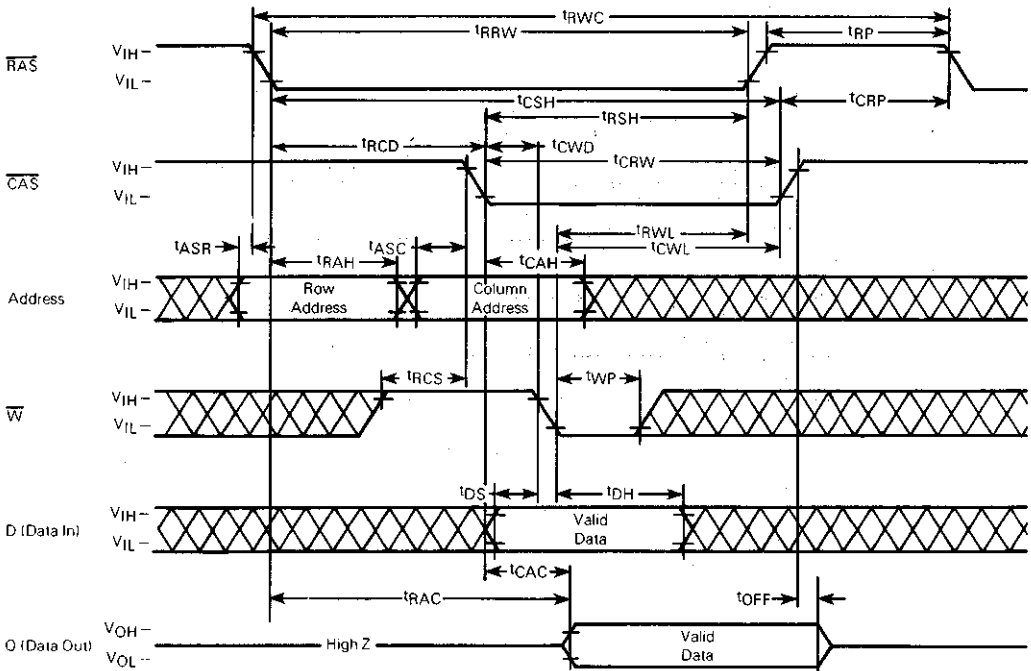 tRWC
tRRW
tRP
RAS
VIH
VIL
tCSH
tCRP
tRSH
tRCD
tCWD
CAS
VIH
VIL
tCRW
tRWL
tCWL
tASR
tASC
tRAH
tCAH
Address
VIH
VIL
Row
Address
Column
Address
tRCS
tWP
W
VIH
VIL
tDS
tDH
D (Data In)
VIH
VIL
Valid
Data
tCAC
tRAC
tOFF
Q (Data Out)
VOH
VOL
High Z
Valid
Data